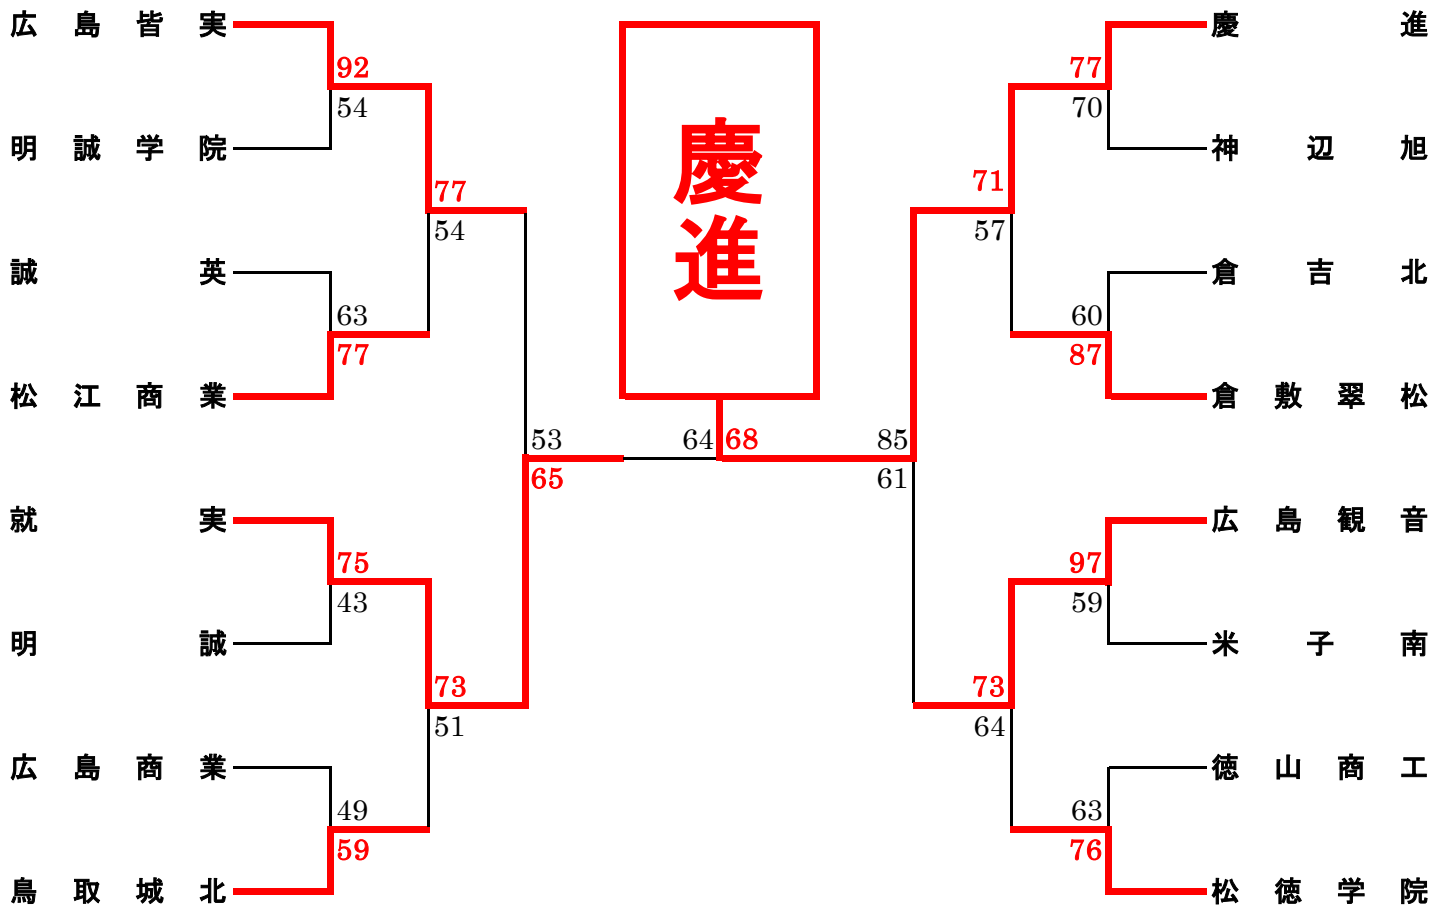 広島皆実
92
54
明誠学院
77
54
誠英
63
77
松江商業
53
65
就実
75
43
明誠
73
51
広島商業
49
59
鳥取城北
慶進
64 68
慶進
77
70
神辺旭
71
57
倉吉北
60
87
倉敷翠松
85
61
広島観音
97
59
米子南
73
64
徳山商工
63
76
松徳学院